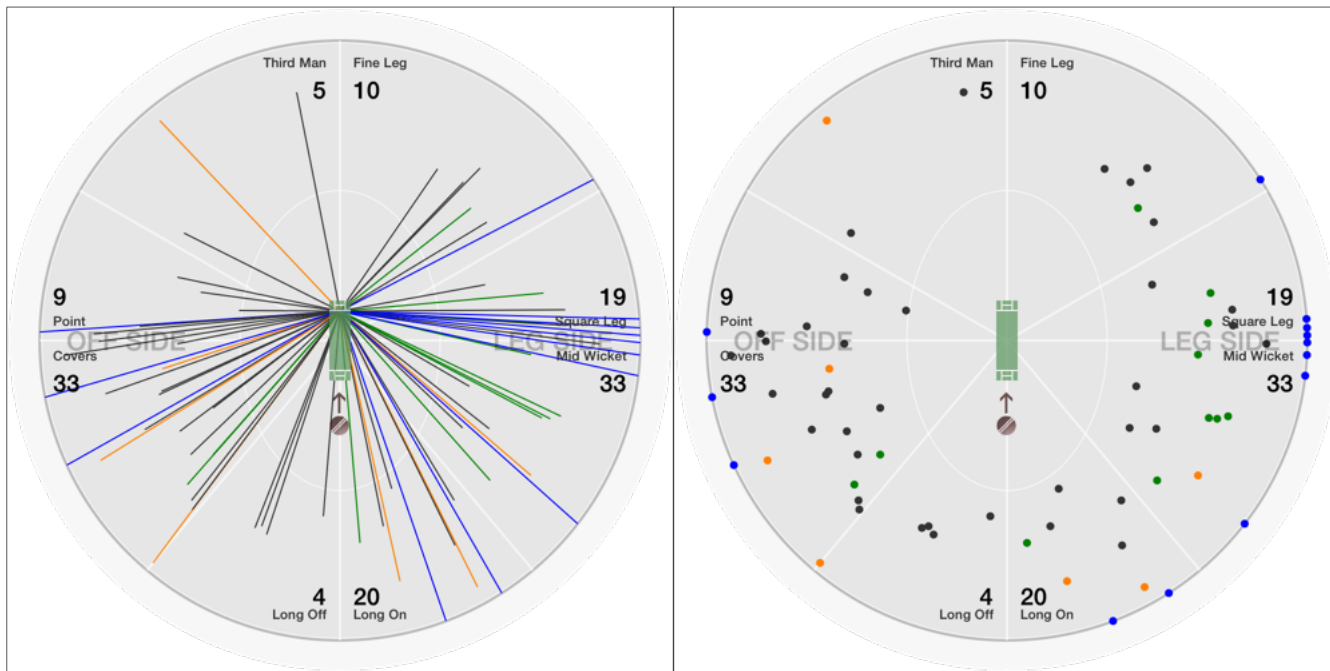 Third Man Fine Leg
5 10
9 19
Point Square Leg
OFF SIDE LEG SIDE
Covers Mid Wicket
33 33
4 20
Long Off Long On
Third Man Fine Leg
5 10
9 19
Point Square Leg
OFF SIDE LEG SIDE
Covers Mid Wicket
33 33
4 20
Long Off Long On